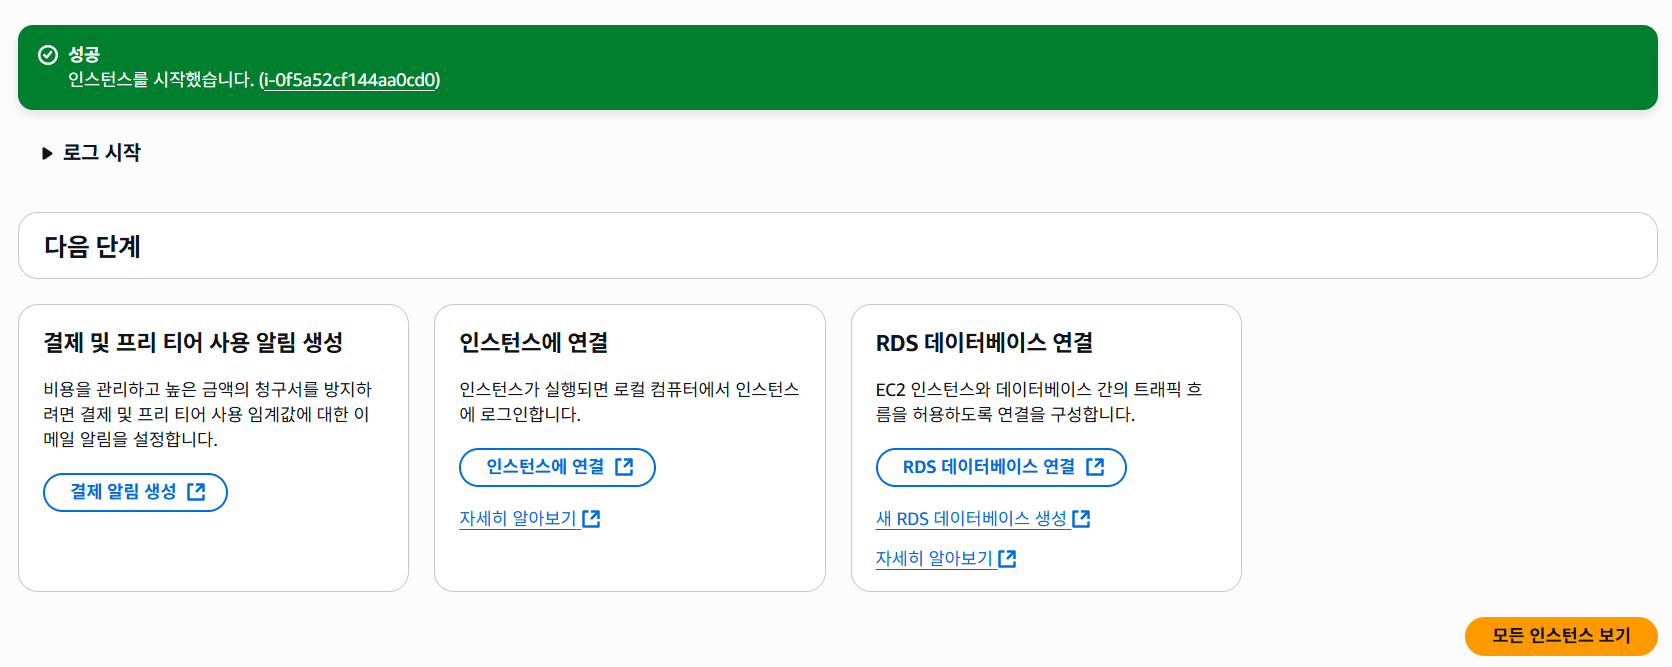 성공
인스턴스를 시작했습니다. (i-0f5a52cf144aa0cd0)
로그 시작
다음 단계
결제 및 프리 티어 사용 알림 생성
비용을 관리하고 높은 금액의 청구서를 방지하
려면 결제 및 프리 티어 사용 임계값에 대한 이
메일 알림을 설정합니다.
결제 알림 생성
인스턴스에 연결
인스턴스가 실행되면 로컬 컴퓨터에서 인스턴스
에 로그인합니다.
인스턴스에 연결
자세히 알아보기
RDS 데이터베이스 연결
EC2 인스턴스와 데이터베이스 간의 트래픽 흐
름을 허용하도록 연결을 구성합니다.
RDS 데이터베이스 연결
새 RDS 데이터베이스 생성
자세히 알아보기
모든 인스턴스 보기